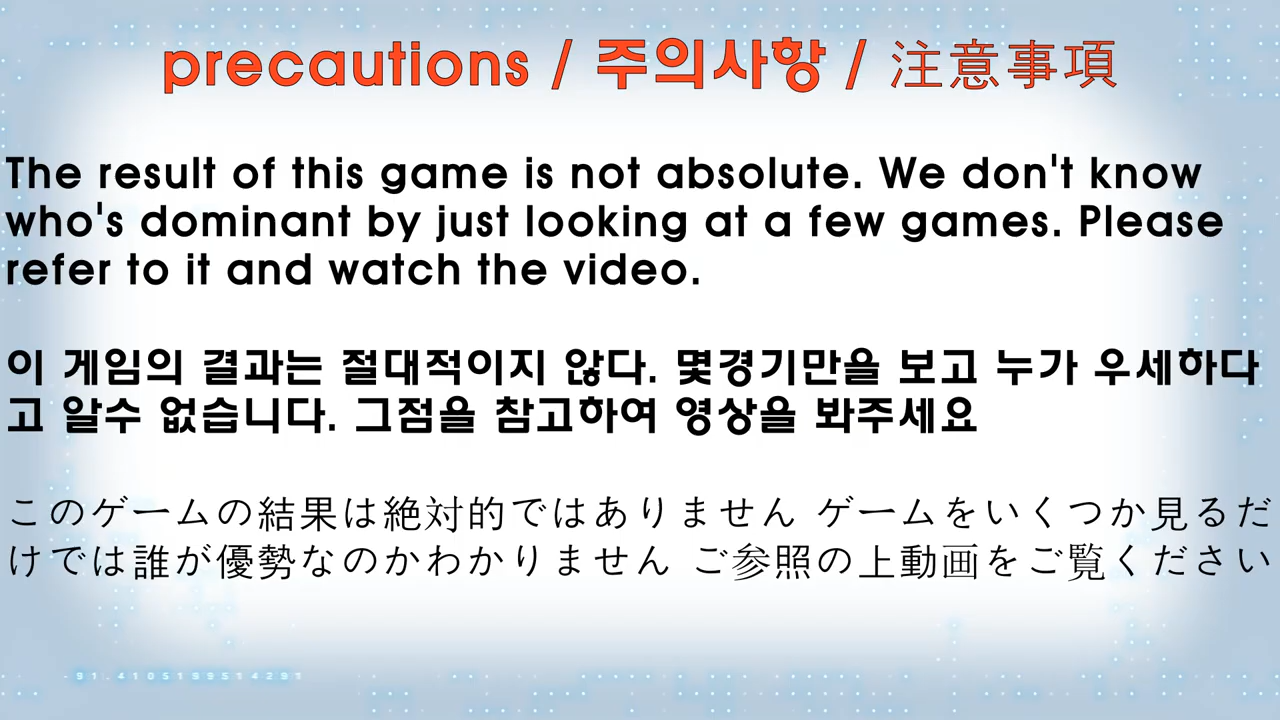 precautions / 주의사항 / 注意事項
The result of this game is not absolute. We don't know
who's dominant by just looking at a few games. Please
refer to it and watch the video.
이 게임의 결과는 절대적이지 않다. 몇경기만을 보고 누가 우세하다
고 알수 없습니다. 그점을 참고하여 영상을 봐주세요
このゲームの結果は絶対的ではありません ゲームをいくつか見るだ
けでは誰が優勢なのかわかりません ご参照の上動画をご覧ください
-91.4105199514291